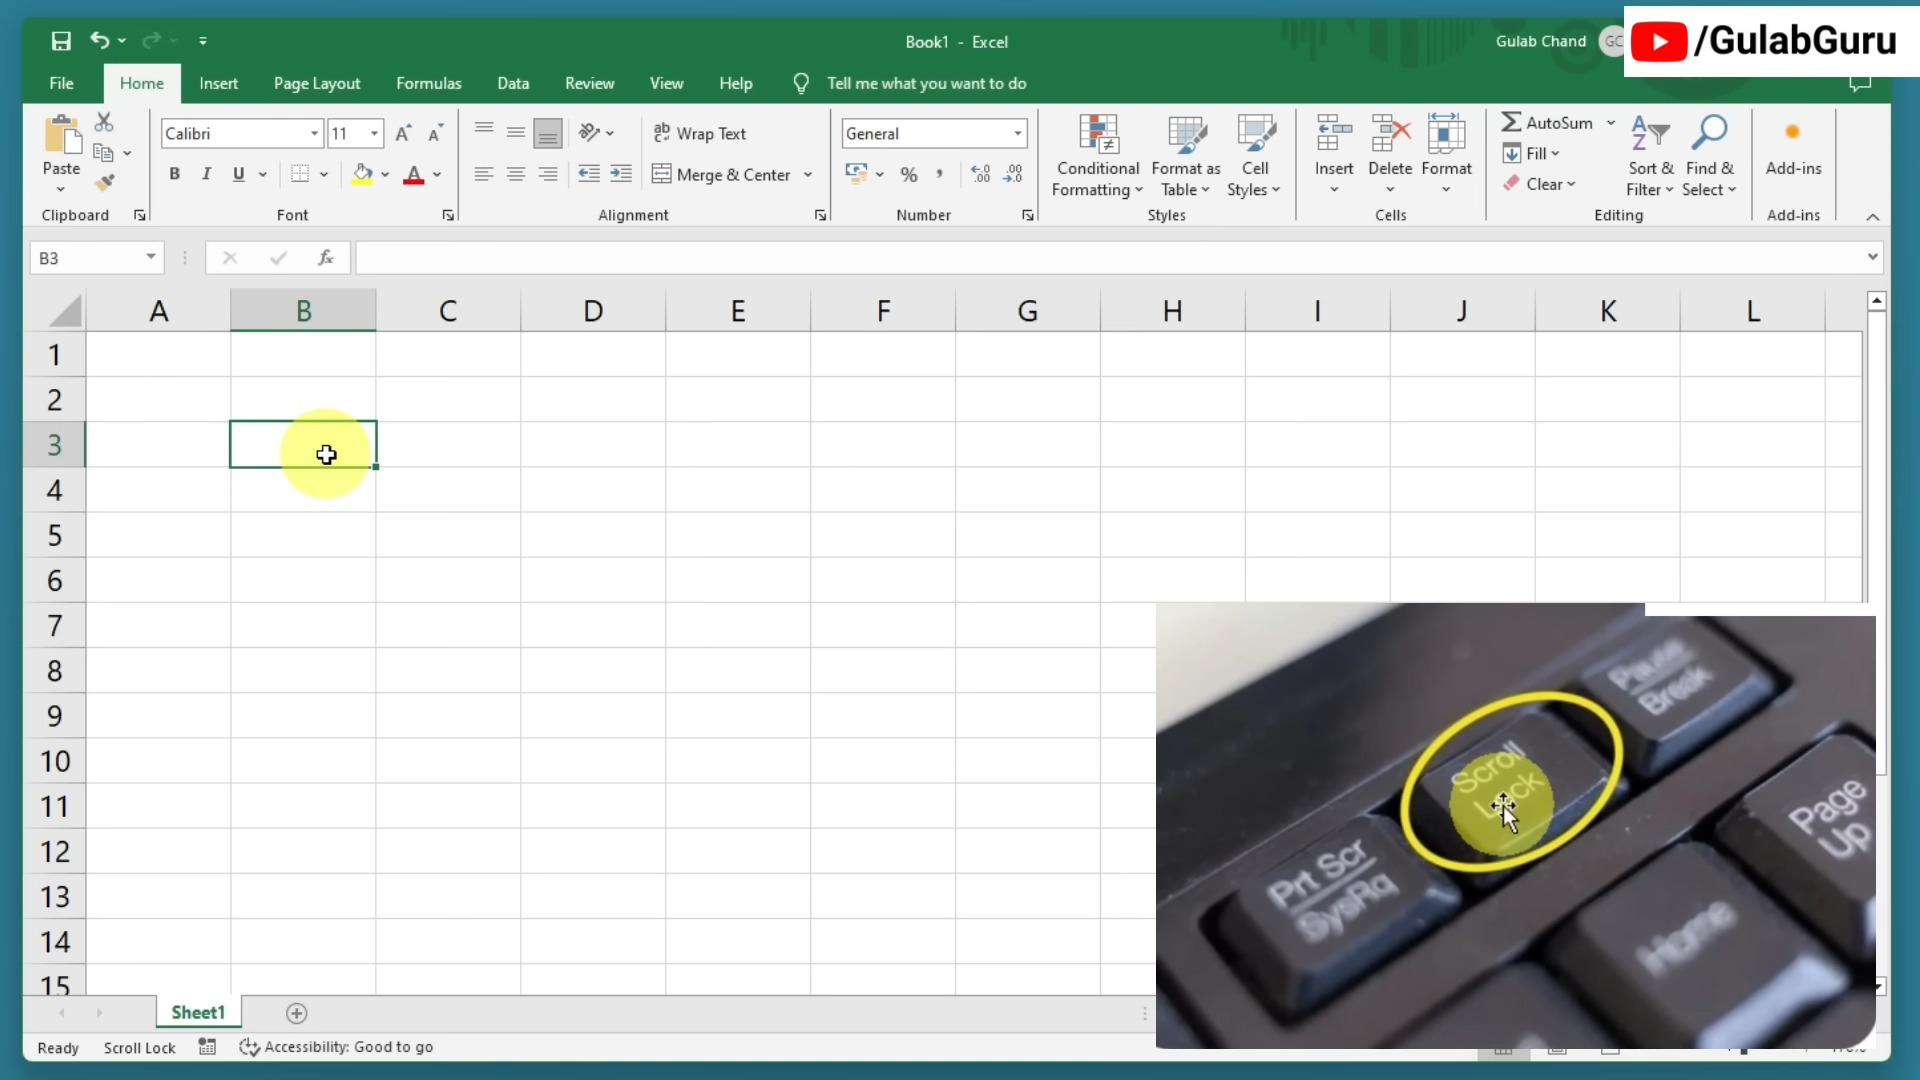 Book1 - Excel
Gulab Chand
GC
/GulabGuru
File
Home
Insert
Page Layout
Formulas
Data
Review
View
Help
Tell me what you want to do
Paste
Clipboard
Calibri
11
B
I
U
Font
Wrap Text
Merge & Center
Alignment
General
%
Number
Conditional
Formatting
Format as
Table
Cell
Styles
Styles
Insert
Delete
Format
Cells
AutoSum
Fill
Clear
Sort &
Filter
Find &
Select
Editing
Add-ins
Add-ins
B3
fx
A B C D E F G H I J K L
1
2
3
4
5
6
7
8
9
10
11
12
13
14
15
Pause
Break
Scroll
Lock
Prt Scr
SysRq
Page
Up
Home
Sheet1
Ready
Scroll Lock
Accessibility: Good to go